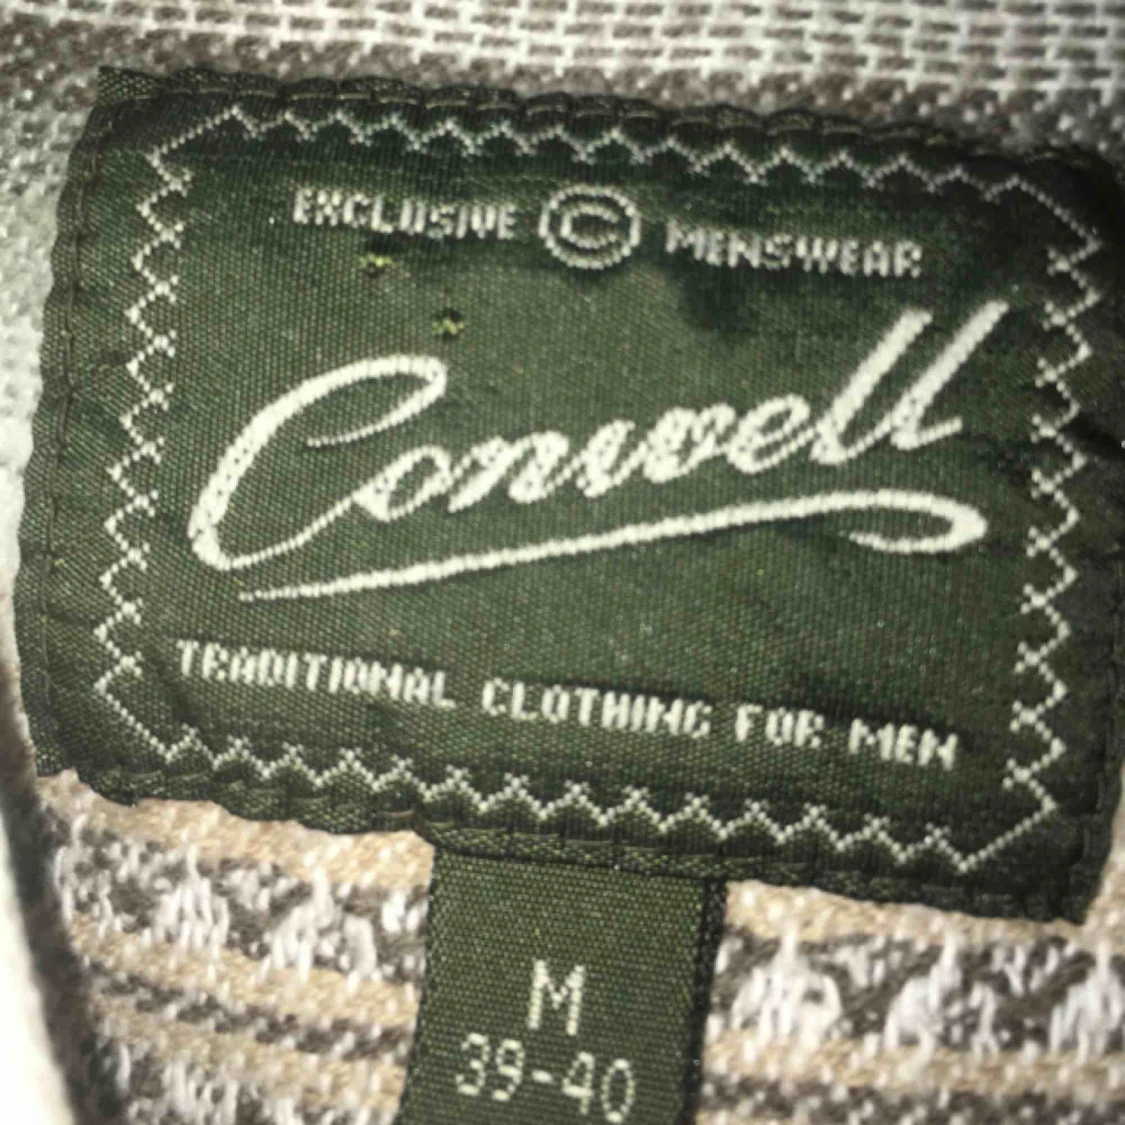 EXCLUSIVE © MENSWEAR
Conwell
TRADITIONAL CLOTHING FOR MEN
M
39-40